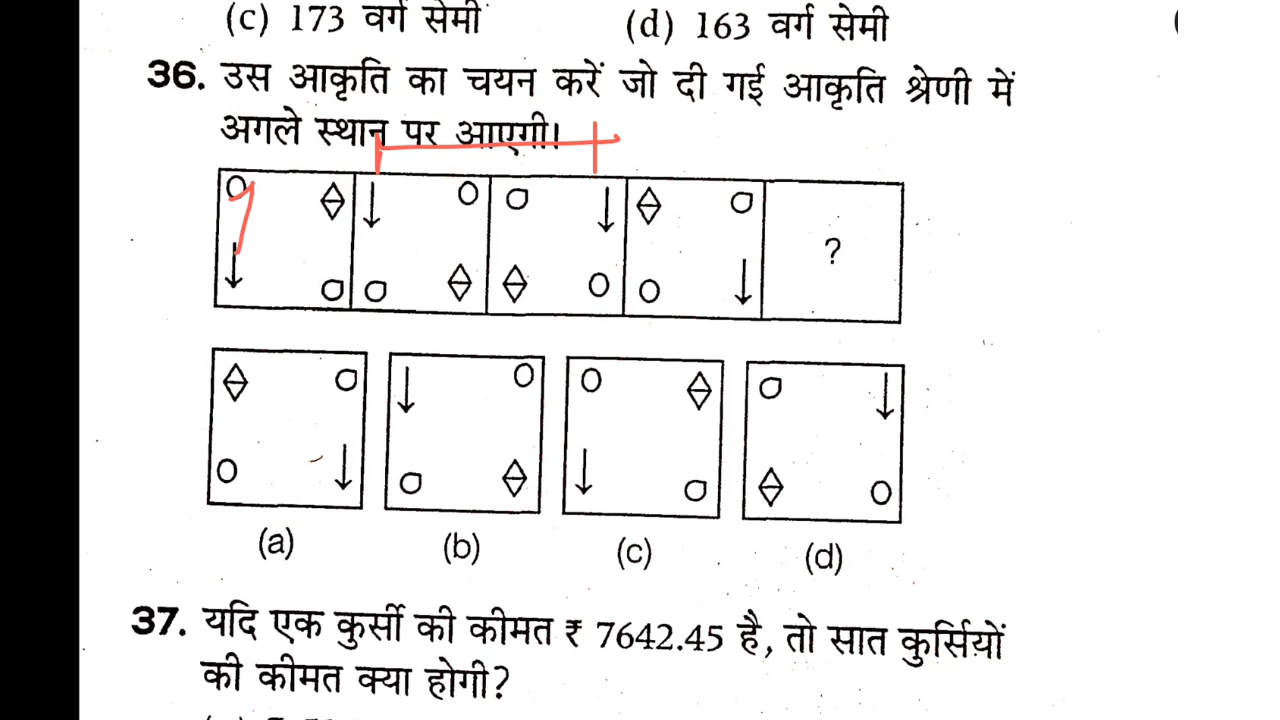 (c) 173 वर्ग सेमी (d) 163 वर्ग सेमी
36. उस आकृति का चयन करें जो दी गई आकृति श्रेणी में
अगले स्थान पर आएगी।
?
(a) (b) (c) (d)
37. यदि एक कुर्सी की कीमत ₹ 7642.45 है, तो सात कुर्सियों
की कीमत क्या होगी?